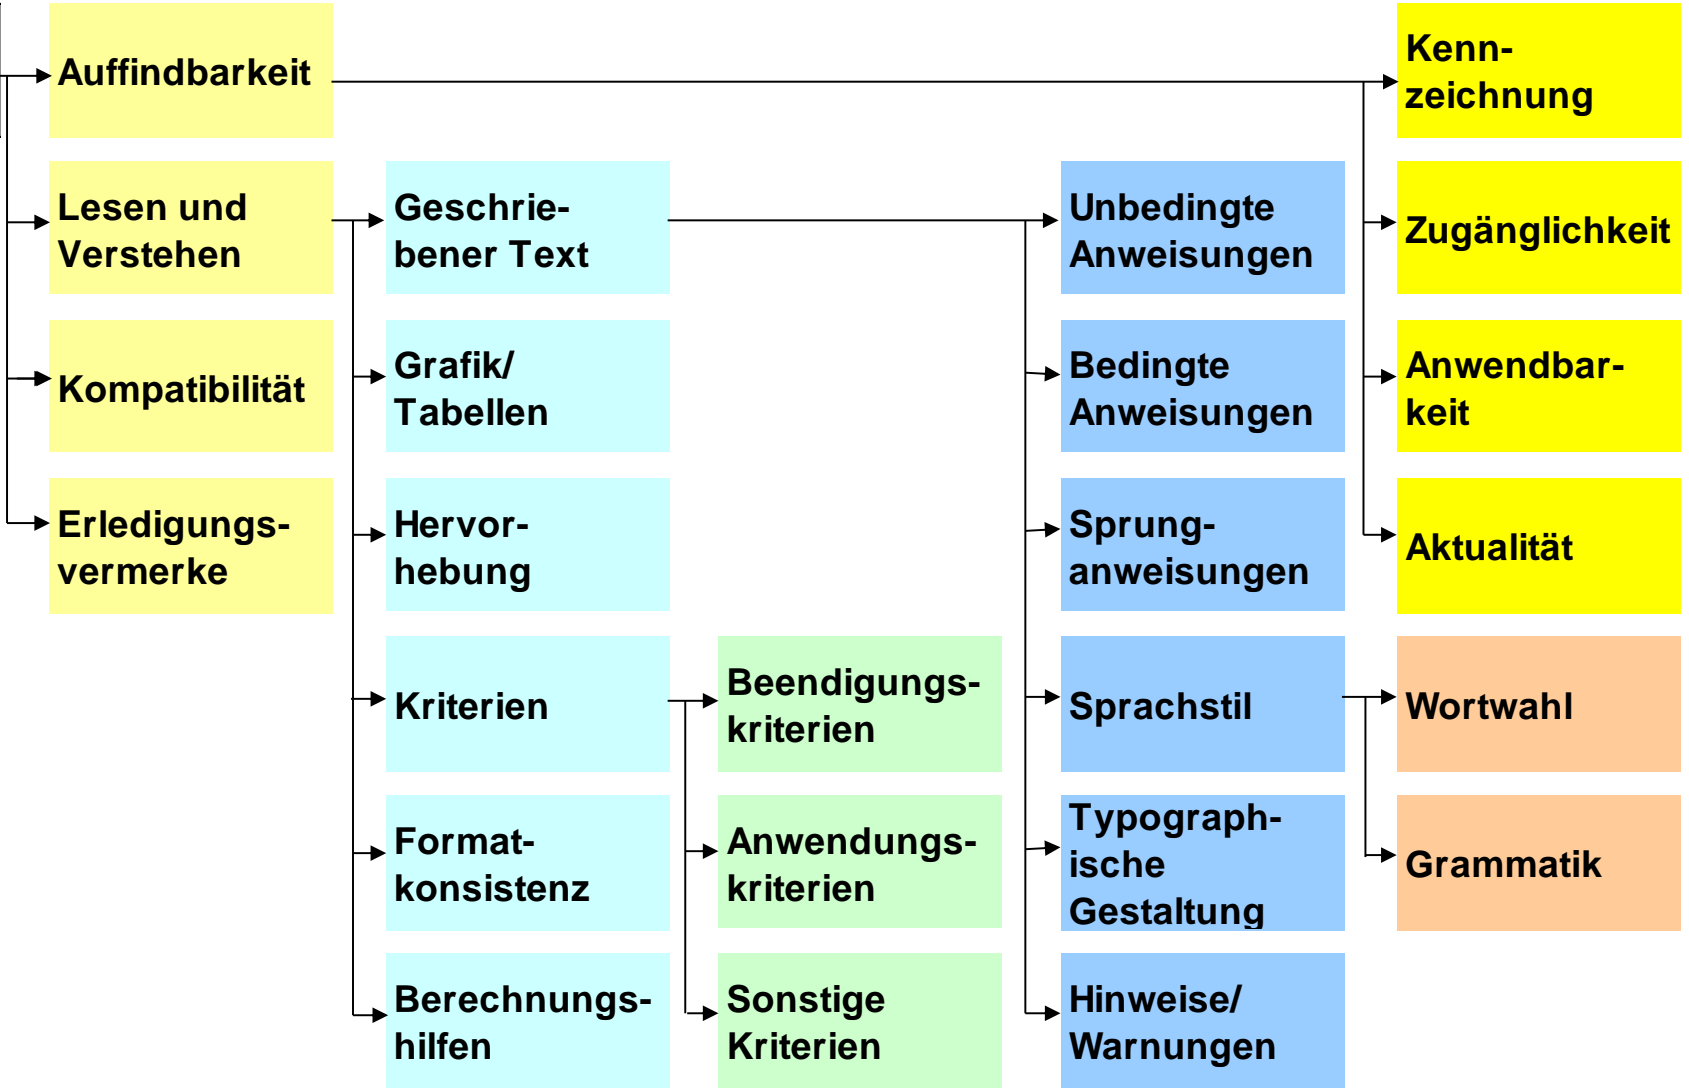 Auffindbarkeit
Kenn-
zeichnung
Lesen und
Verstehen
Geschrie-
bener Text
Unbedingte
Anweisungen
Zugänglichkeit
Kompatibilität
Grafik/
Tabellen
Bedingte
Anweisungen
Anwendbar-
keit
Erledigungs-
vermerke
Hervor-
hebung
Sprung-
anweisungen
Aktualität
Kriterien
Beendigungs-
kriterien
Sprachstil
Wortwahl
Format-
konsistenz
Anwendungs-
kriterien
Typograph-
ische
Gestaltung
Grammatik
Berechnungs-
hilfen
Sonstige
Kriterien
Hinweise/
Warnungen